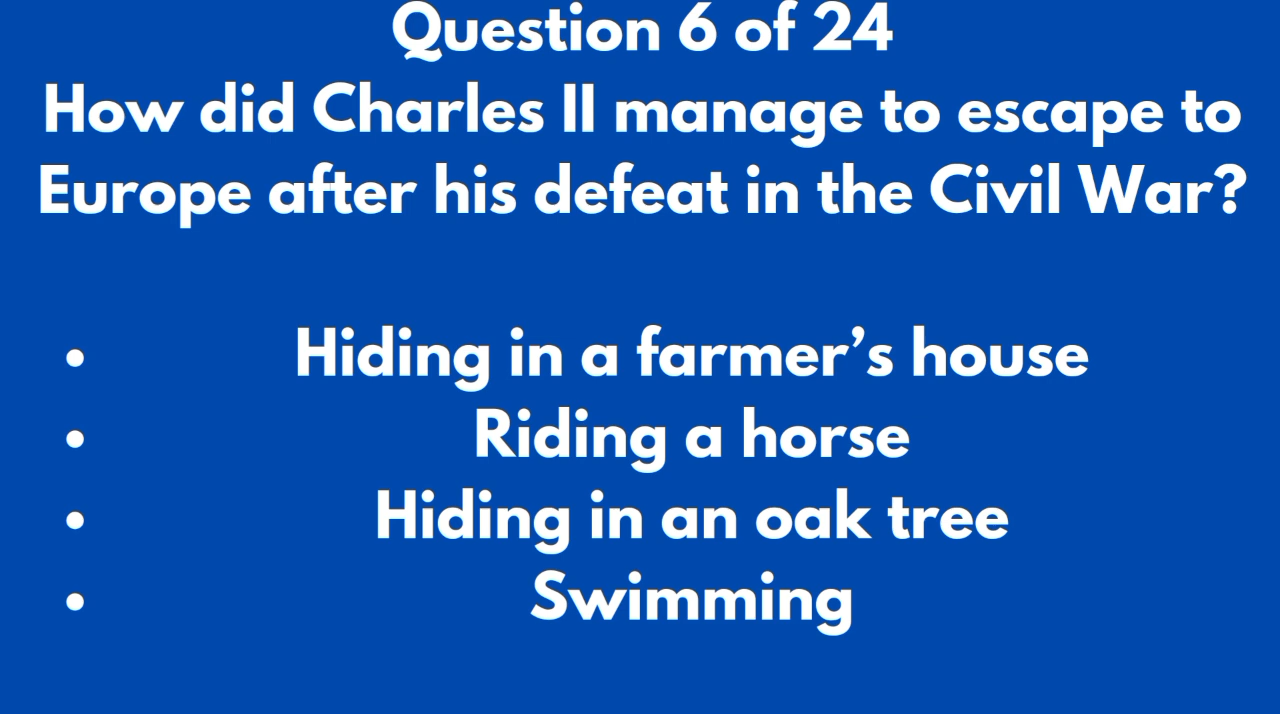 Question 6 of 24
How did Charles II manage to escape to
Europe after his defeat in the Civil War?
• Hiding in a farmer’s house
• Riding a horse
• Hiding in an oak tree
• Swimming